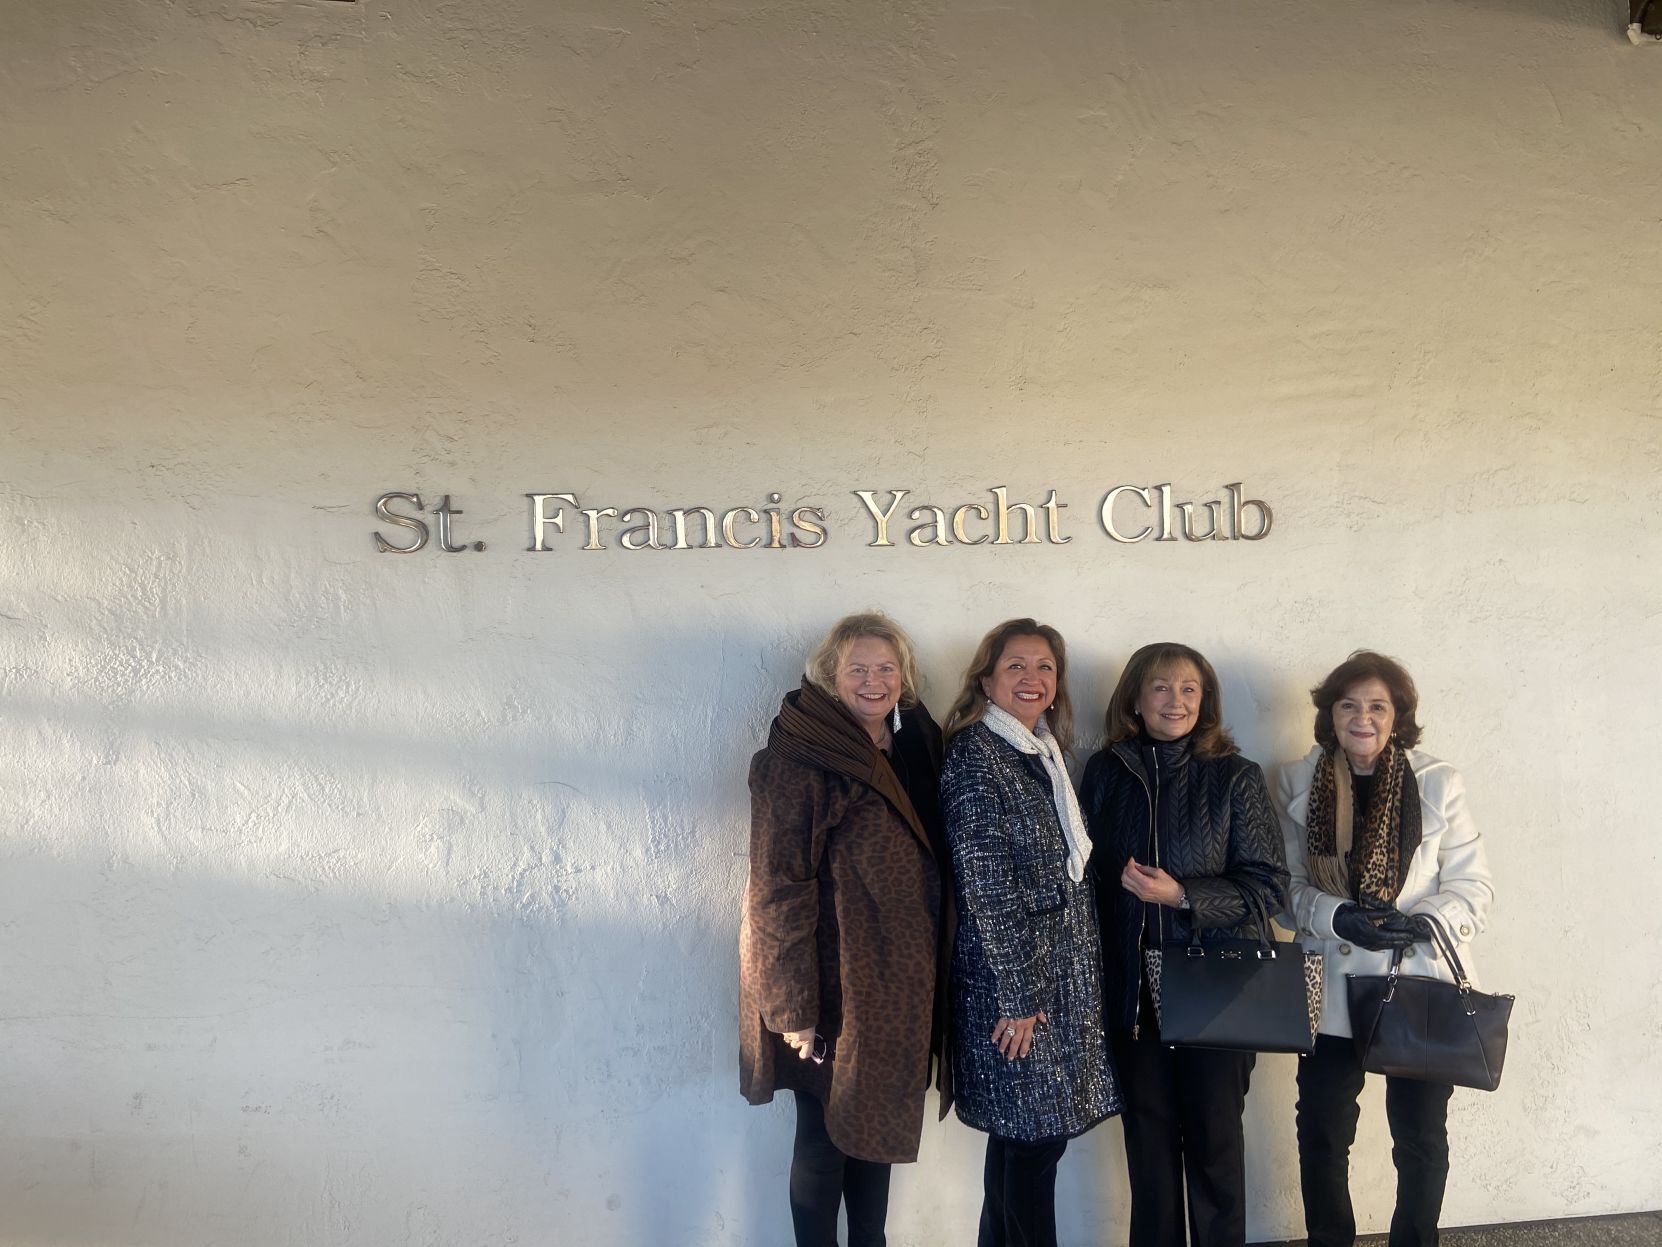 St. Francis Yacht Club